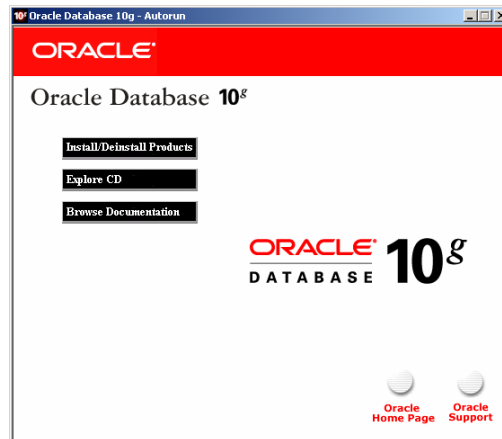 10g Oracle Database 10g - Autorun
ORACLE
Oracle Database 10g
Install/Deinstall Products
Explore CD
Browse Documentation
ORACLE 10g
DATABASE
Oracle
Home Page
Oracle
Support